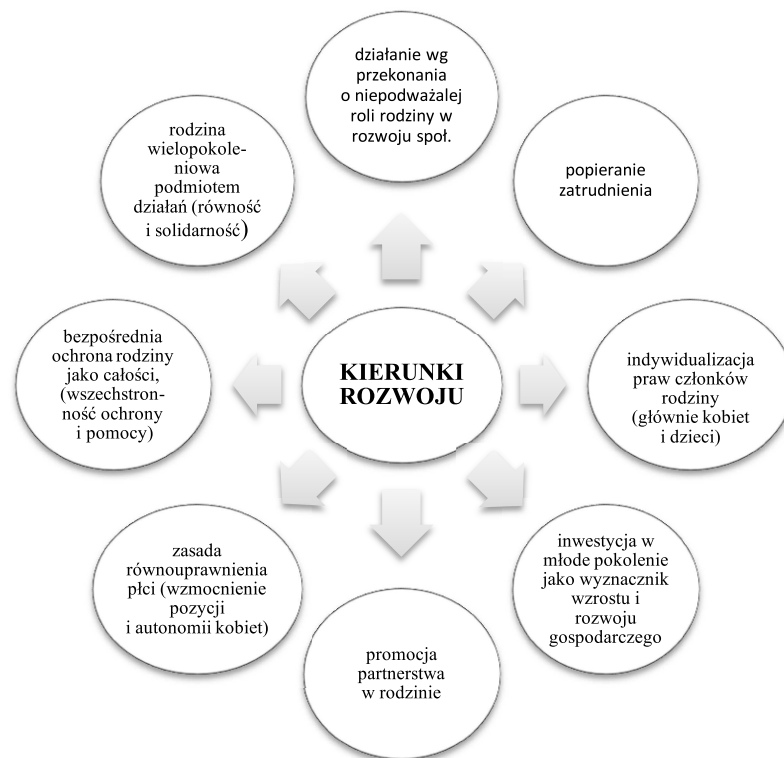 działanie wg
przekonania
o niepodważalej
roli rodziny w
rozwoju społ.
popieranie
zatrudnienia
indywidualizacja
praw członków
rodziny
(głównie kobiet
i dzieci)
inwestycja w
młode pokolenie
jako wyznacznik
wzrostu i
rozwoju
gospodarczego
promocja
partnerstwa
w rodzinie
zasada
równouprawnienia
płci (wzmocnienie
pozycji
i autonomii kobiet)
bezpośrednia
ochrona rodziny
jako całości,
(wszechstron-
ność ochrony
i pomocy)
rodzina
wielopokole-
niowa
podmiotem
działań (równość
i solidarność)
KIERUNKI
ROZWOJU